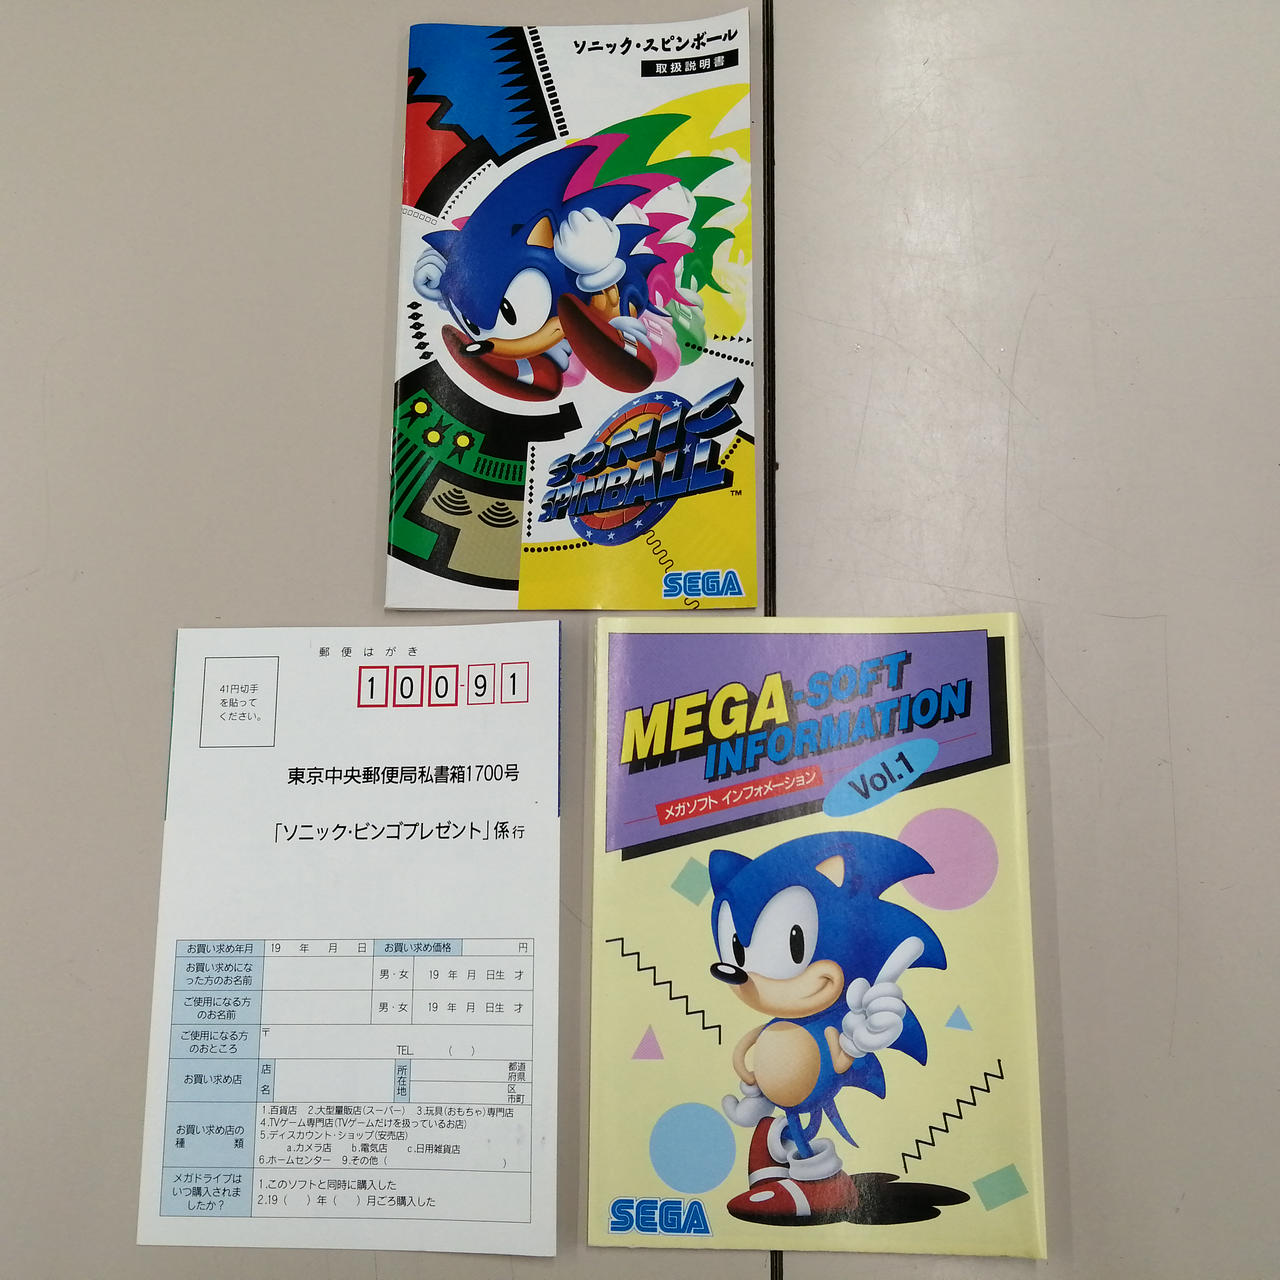 ソニック・スピンボール
取扱説明書
SONIC
SPINBALL
TM
SEGA
郵便はがき
41円切手
を貼って
ください。
100-91
東京中央郵便局私書箱1700号
「ソニック・ビンゴプレゼント」係 行
お買い求め年月 19 年 月 日 お買い求め価格 円
お買い求めにな
った方のお名前
男・女 19 年 月 日生 才
ご使用になる方
のお名前
男・女 19 年 月 日生 才
ご使用になる方
のおところ
〒
TEL. ( )
お買い求め店
店名
所在地
都道
府県
区
市町
お買い求め店の
種類
1.百貨店 2.大型量販店(スーパー) 3.玩具(おもちゃ)専門店
4.TVゲーム専門店(TVゲームだけを扱っているお店)
5.ディスカウント・ショップ(安売店)
a.カメラ店 b.電気店 c.日用雑貨店
6.ホームセンター 9.その他( )
メガドライブは
いつ購入されま
したか?
1.このソフトと同時に購入した
2.19( )年( )月ごろ購入した
MEGA-SOFT
INFORMATION
メガソフト インフォメーション
Vol.1
SEGA